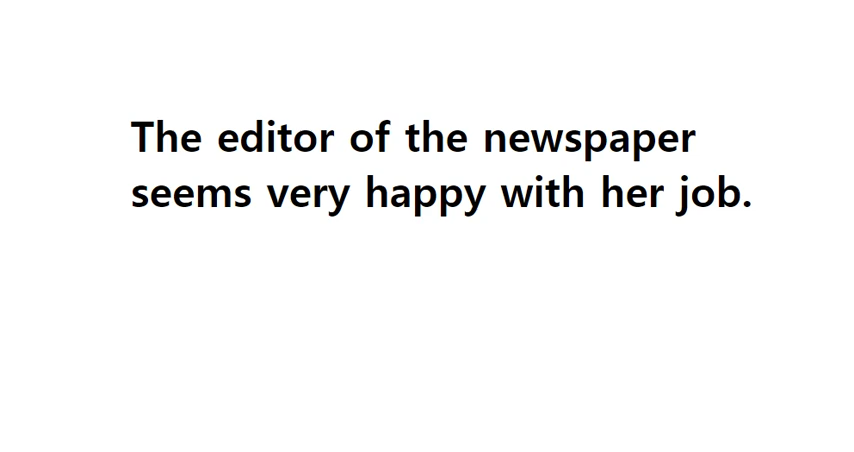 The editor of the newspaper
seems very happy with her job.